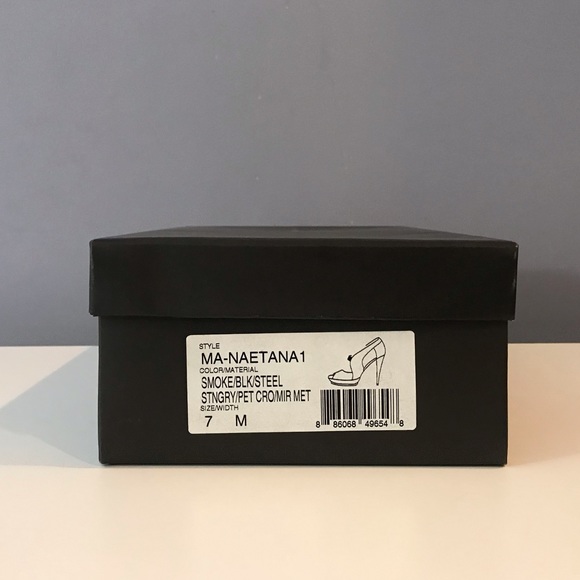 STYLE
MA-NAETANA1
COLOR/MATERIAL
SMOKE/BLK/STEEL
STNGRY/PET CRO/MIR MET
SIZE/WIDTH
7 M
8 86068 49654 8